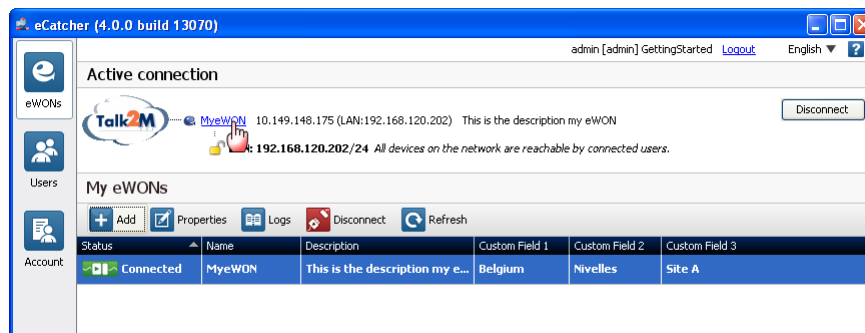 eCatcher (4.0.0 build 13070)
admin [admin] GettingStarted Logout English ▼ ?
Active connection
eWONs
Talk2M MyeWON 10.149.148.175 (LAN:192.168.120.202) This is the description my eWON Disconnect
: 192.168.120.202/24 All devices on the network are reachable by connected users.
Users
My eWONs
Add Properties Logs Disconnect Refresh
Status Name Description Custom Field 1 Custom Field 2 Custom Field 3
Account
Connected MyeWON This is the description my e... Belgium Nivelles Site A